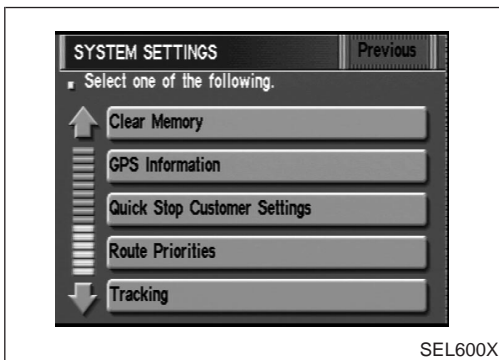 SYSTEM SETTINGS
Previous
Select one of the following.
Clear Memory
GPS Information
Quick Stop Customer Settings
Route Priorities
Tracking
SEL600X